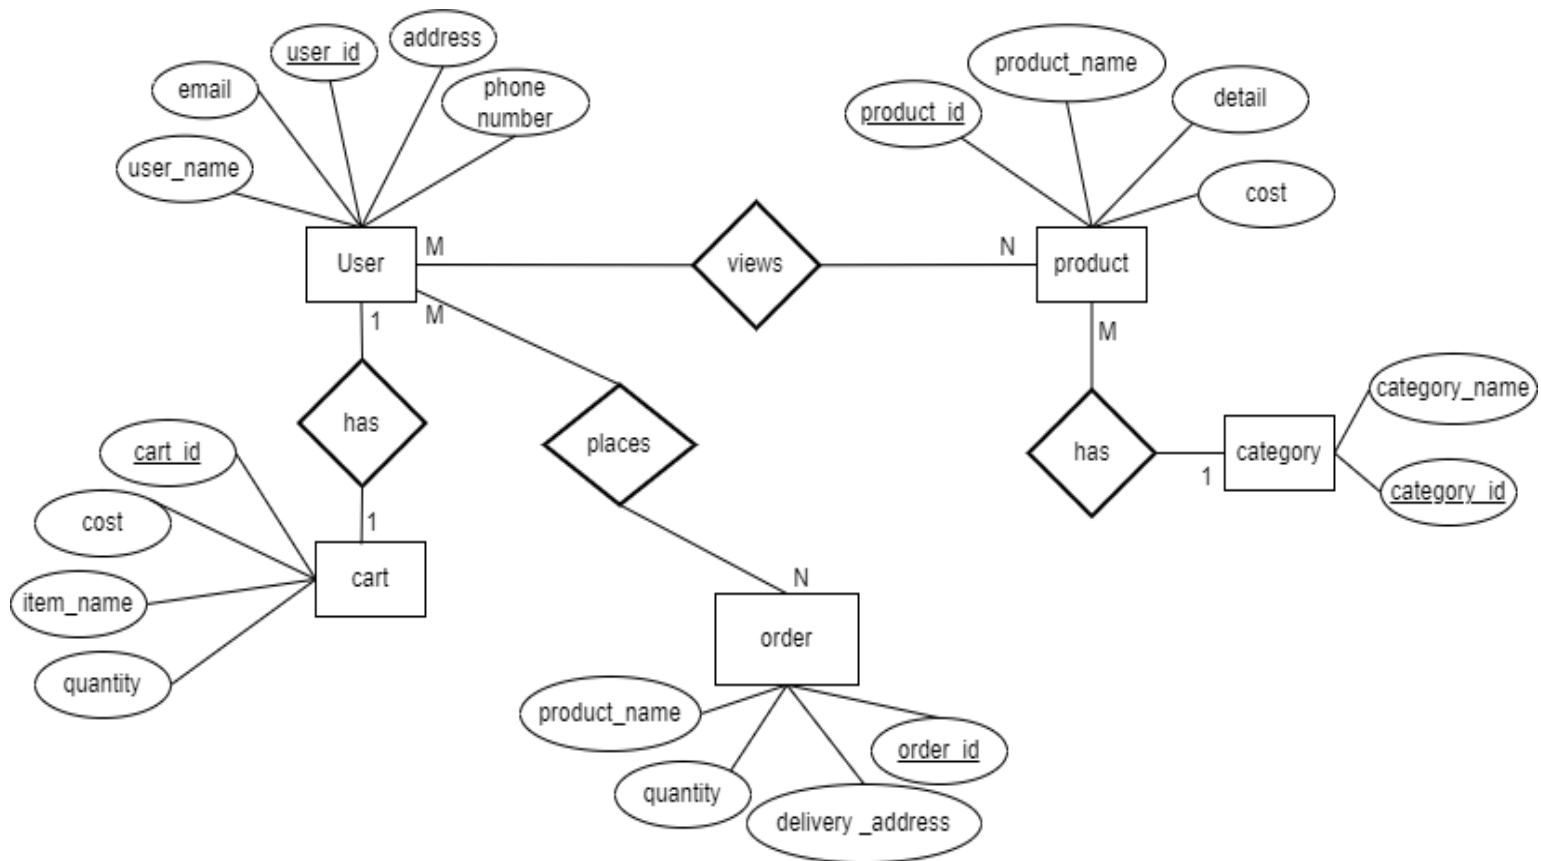 address
user_id
product_name
email
phone
number
detail
product_id
user_name
cost
M
N
User
views
product
1
M
M
category_name
has
places
has
category
cart_id
1
category_id
cost
1
cart
N
item_name
order
quantity
product_name
order_id
quantity
delivery _address